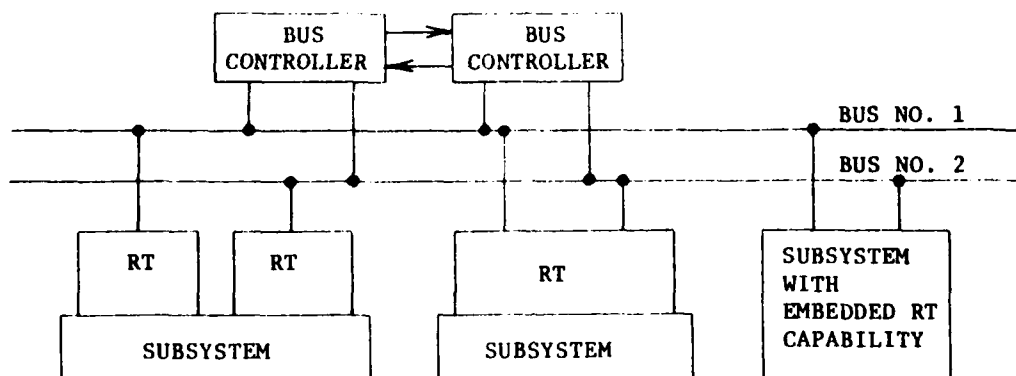 BUS
CONTROLLER
BUS
CONTROLLER
BUS NO. 1
BUS NO. 2
RT
RT
RT
SUBSYSTEM
WITH
EMBEDDED RT
CAPABILITY
SUBSYSTEM
SUBSYSTEM